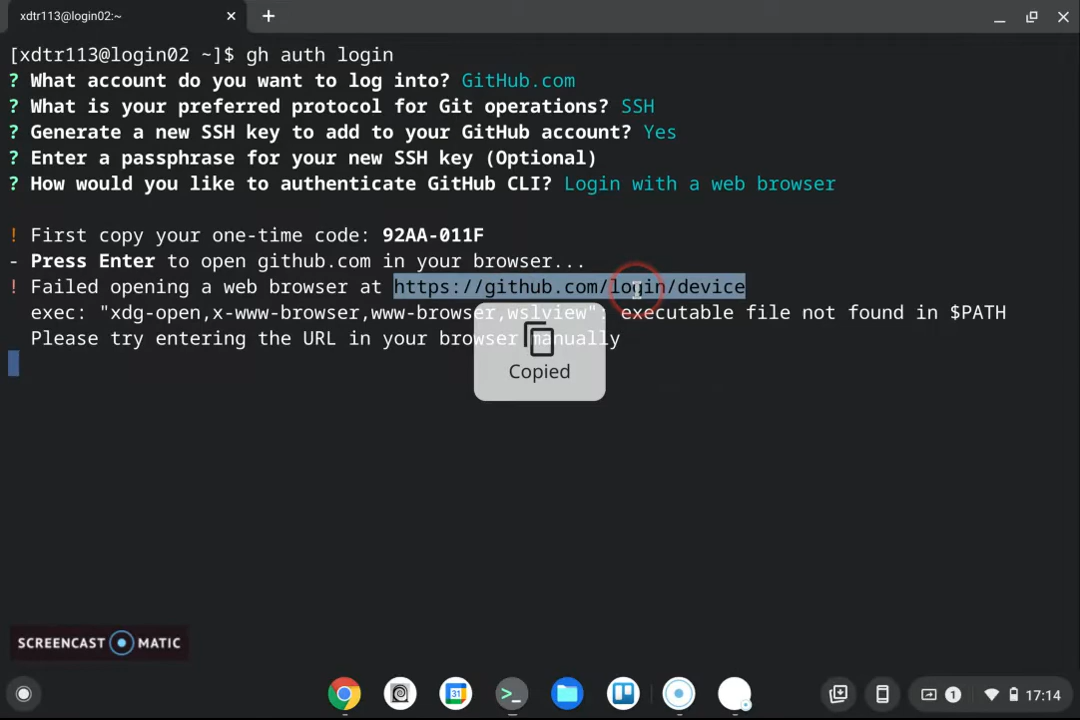 xdtr113@login02:~
[xdtr113@login02 ~]$ gh auth login
? What account do you want to log into? GitHub.com
? What is your preferred protocol for Git operations? SSH
? Generate a new SSH key to add to your GitHub account? Yes
? Enter a passphrase for your new SSH key (Optional)
? How would you like to authenticate GitHub CLI? Login with a web browser
! First copy your one-time code: 92AA-011F
- Press Enter to open github.com in your browser...
! Failed opening a web browser at https://github.com/login/device
exec: "xdg-open,x-www-browser,www-browser,wslview": executable file not found in $PATH
Please try entering the URL in your browser manually
Copied
SCREENCAST MATIC
31
1
17:14